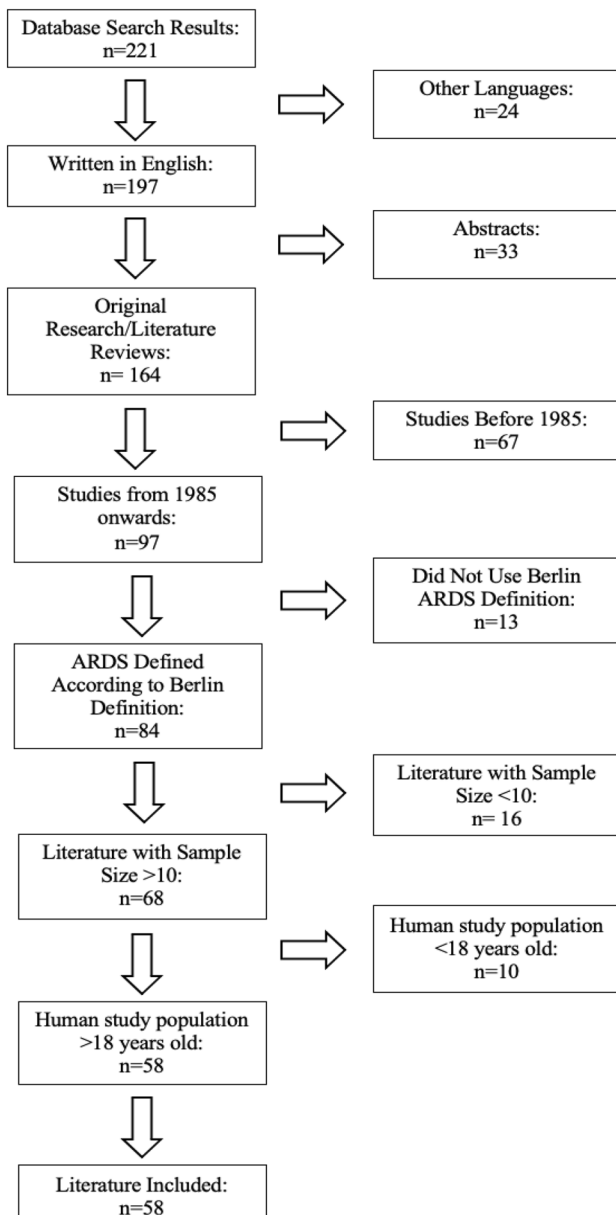 Database Search Results:
n=221
Other Languages:
n=24
Written in English:
n=197
Abstracts:
n=33
Original
Research/Literature
Reviews:
n= 164
Studies Before 1985:
n=67
Studies from 1985
onwards:
n=97
Did Not Use Berlin
ARDS Definition:
n=13
ARDS Defined
According to Berlin
Definition:
n=84
Literature with Sample
Size <10:
n= 16
Literature with Sample
Size >10:
n=68
Human study population
<18 years old:
n=10
Human study population
>18 years old:
n=58
Literature Included:
n=58